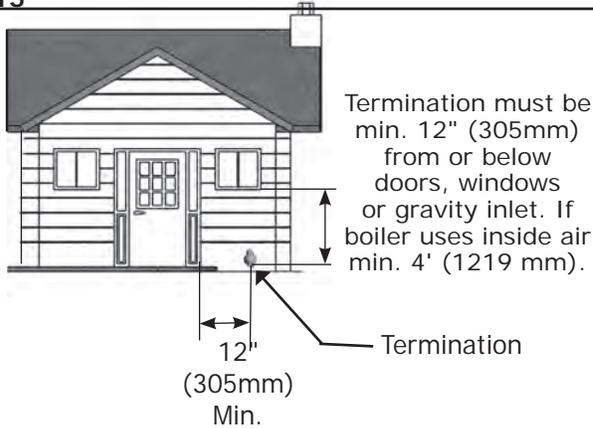 Termination must be
min. 12" (305mm)
from or below
doors, windows
or gravity inlet. If
boiler uses inside air
min. 4' (1219 mm).
Termination
12"
(305mm)
Min.